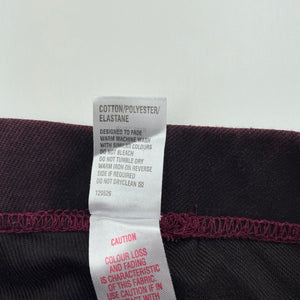 COTTON/POLYESTER/
ELASTANE
DESIGNED TO FADE
WARM MACHINE WASH
WITH SIMILAR COLOURS
DO NOT BLEACH
DO NOT TUMBLE DRY
WARM IRON ON REVERSE
SIDE IF REQUIRED
DO NOT DRYCLEAN
CAUTION
COLOUR LOSS
AND FADING
IS CHARACTERISTIC
OF THIS FABRIC.